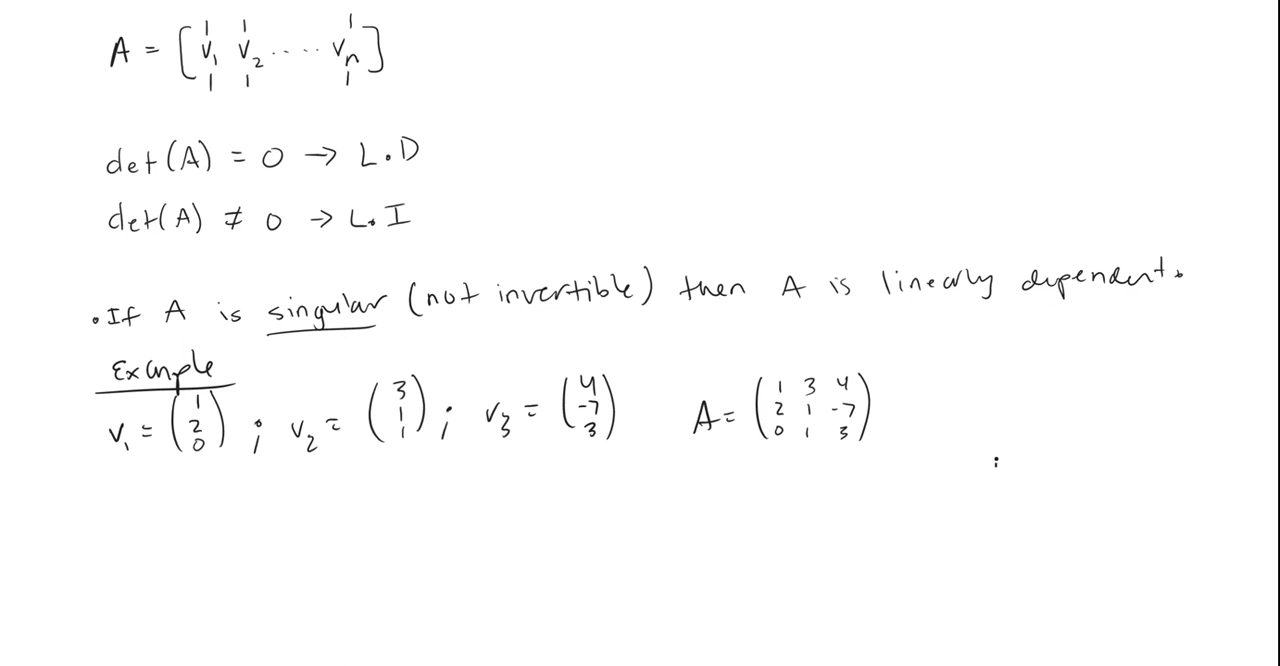 A = [v₁ v₂ ..... vₙ]
det(A) = 0 → L.D
det(A) ≠ 0 → L.I
• If A is singular (not invertible) then A is linearly dependent.
Example
v₁ = (1 2 0) ; v₂ = (3 1 1) ; v₃ = (4 -7 3) A = (1 3 4 2 1 -7 0 1 3)